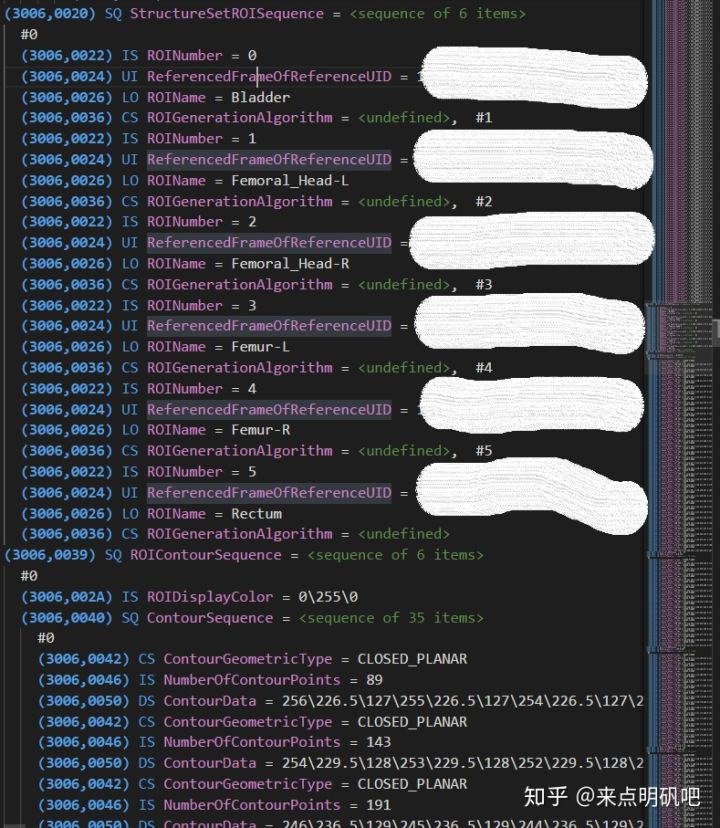 (3006,0020) SQ StructureSetROISequence = <sequence of 6 items>
#0
(3006,0022) IS ROINumber = 0
(3006,0024) UI ReferencedFrameOfReferenceUID =
(3006,0026) LO ROIName = Bladder
(3006,0036) CS ROIGenerationAlgorithm = <undefined>, #1
(3006,0022) IS ROINumber = 1
(3006,0024) UI ReferencedFrameOfReferenceUID =
(3006,0026) LO ROIName = Femoral_Head-L
(3006,0036) CS ROIGenerationAlgorithm = <undefined>, #2
(3006,0022) IS ROINumber = 2
(3006,0024) UI ReferencedFrameOfReferenceUID =
(3006,0026) LO ROIName = Femoral_Head-R
(3006,0036) CS ROIGenerationAlgorithm = <undefined>, #3
(3006,0022) IS ROINumber = 3
(3006,0024) UI ReferencedFrameOfReferenceUID =
(3006,0026) LO ROIName = Femur-L
(3006,0036) CS ROIGenerationAlgorithm = <undefined>, #4
(3006,0022) IS ROINumber = 4
(3006,0024) UI ReferencedFrameOfReferenceUID =
(3006,0026) LO ROIName = Femur-R
(3006,0036) CS ROIGenerationAlgorithm = <undefined>, #5
(3006,0022) IS ROINumber = 5
(3006,0024) UI ReferencedFrameOfReferenceUID =
(3006,0026) LO ROIName = Rectum
(3006,0036) CS ROIGenerationAlgorithm = <undefined>
(3006,0039) SQ ROIContourSequence = <sequence of 6 items>
#0
(3006,002A) IS ROIDisplayColor = 0\255\0
(3006,0040) SQ ContourSequence = <sequence of 35 items>
#0
(3006,0042) CS ContourGeometricType = CLOSED_PLANAR
(3006,0046) IS NumberOfContourPoints = 89
(3006,0050) DS ContourData = 256\226.5\127\255\226.5\127\254\226.5\127\2
(3006,0042) CS ContourGeometricType = CLOSED_PLANAR
(3006,0046) IS NumberOfContourPoints = 143
(3006,0050) DS ContourData = 254\229.5\128\253\229.5\128\252\229.5\128\2
(3006,0042) CS ContourGeometricType = CLOSED_PLANAR
(3006,0046) IS NumberOfContourPoints = 191
(3006,0050) DS ContourData = 246\236.5\129\245\236.5\129\244\236.5\129\2
知乎 @来点明矾吧